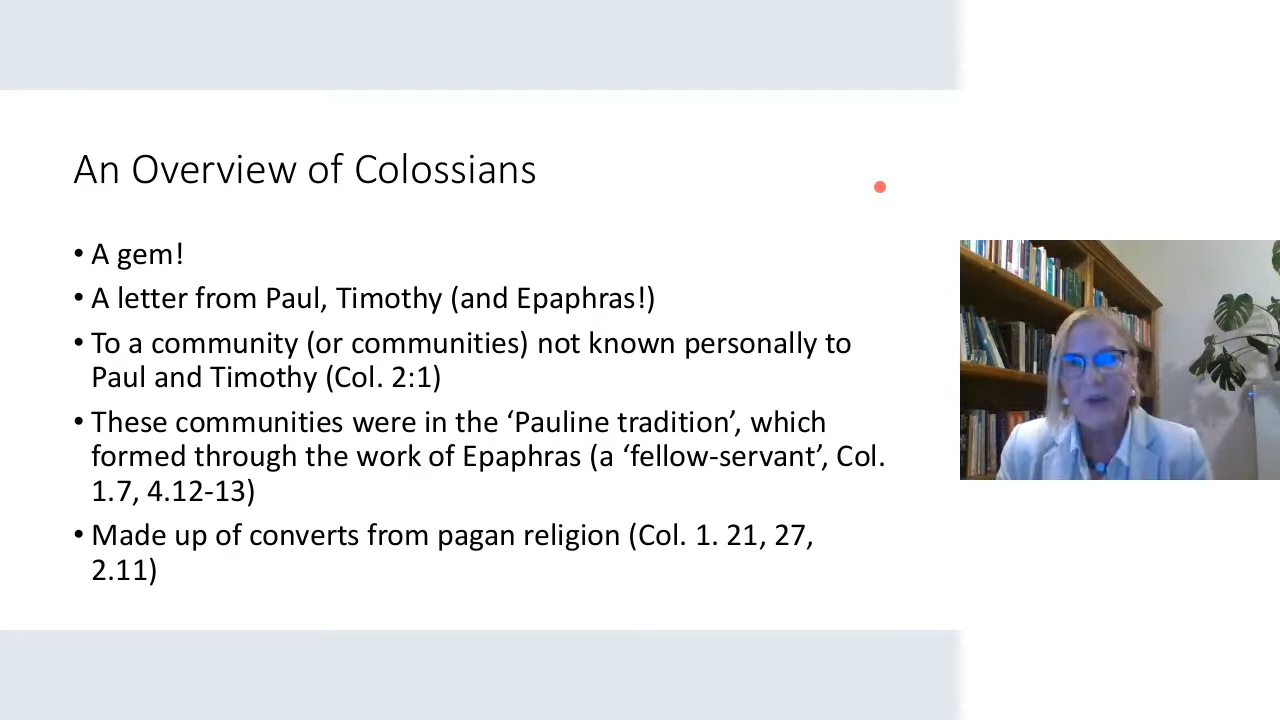 An Overview of Colossians
• A gem!
• A letter from Paul, Timothy (and Epaphras!)
• To a community (or communities) not known personally to
Paul and Timothy (Col. 2:1)
• These communities were in the ‘Pauline tradition’, which
formed through the work of Epaphras (a ‘fellow-servant’, Col.
1.7, 4.12-13)
• Made up of converts from pagan religion (Col. 1. 21, 27,
2.11)